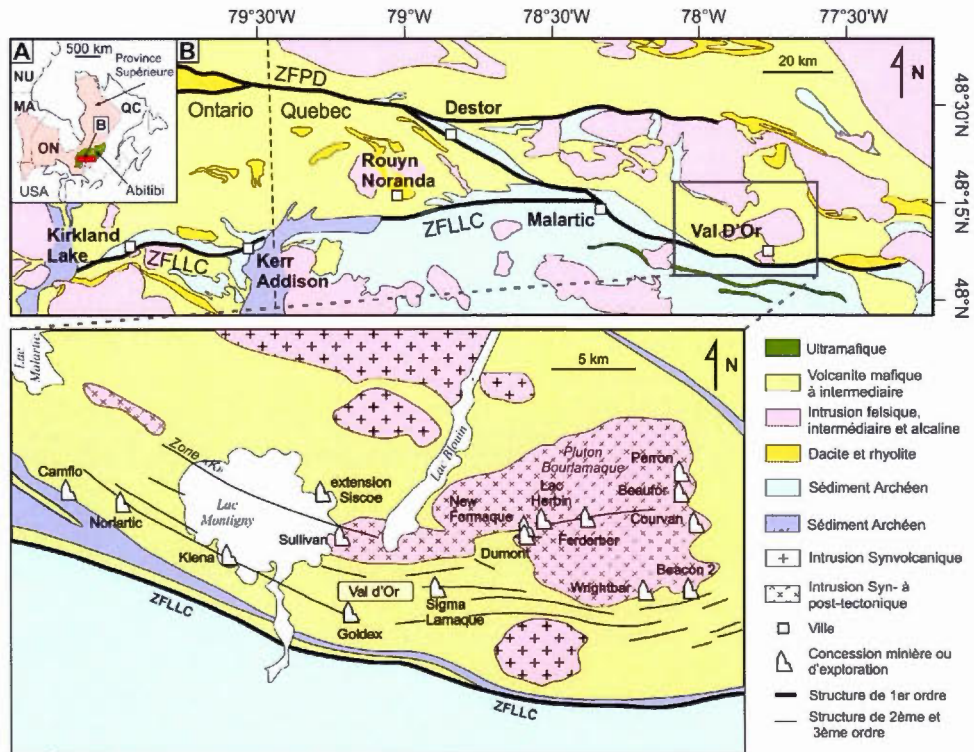 79°30'W
79°W
78°30'W
78°W
77°30'W
A
500 km
Province
Supérieure
NU
MA
QC
B
ON
USA
Abitibi
B
ZFPD
20 km
N
Ontario
Quebec
Destor
48°30'N
Rouyn
Noranda
48°15'N
ZFLLC
Malartic
Val D'Or
Kirkland
Lake
ZFLLC
Kerr
Addison
48°N
Lac
Malartic
5 km
N
Lac Blouin
Pluton
Bourlamaque
Zone
Camflo
Norlartic
extension
Siscoe
Lac
Montigny
Sullivan
New
Formaque
Lac
Herbin
Perron
Beaufor
Courvan
Dumont
Ferderber
Kiena
Val d'Or
Sigma
Lamaque
Wrightbar
Beacon 2
Goldex
ZFLLC
ZFLLC
Ultramafique
Volcanite mafique
à intermediaire
Intrusion felsique,
intermédiaire et alcaline
Dacite et rhyolite
Sédiment Archéen
Sédiment Archéen
Intrusion Synvolcanique
Intrusion Syn- à
post-tectonique
Ville
Concession minière ou
d'exploration
Structure de 1er ordre
Structure de 2ème et
3ème ordre